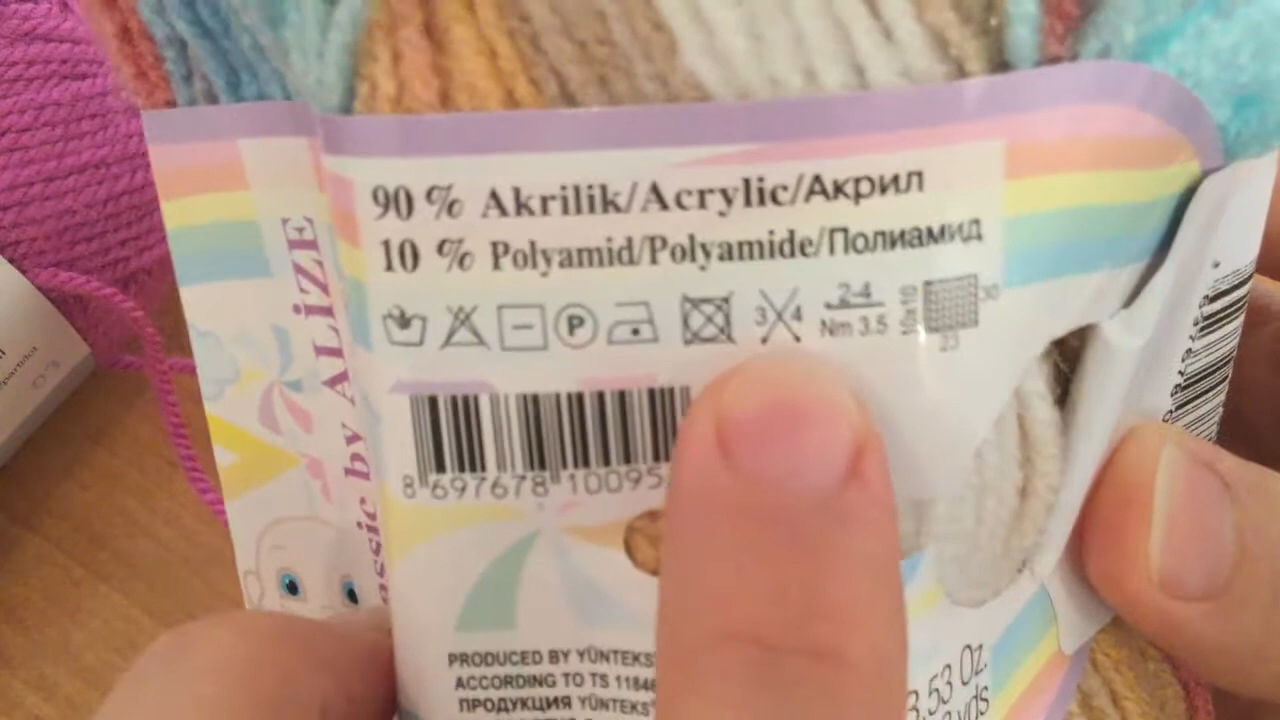 90 % Akrilik/Acrylic/Акрил
10 % Polyamid/Polyamide/Полиамид
P
3 4
2-4
Nm 3.5
10x10
30
23
by ALİZE
8 697678 10095
PRODUCED BY YÜNTEKS
ACCORDING TO TS 11846
ПРОДУКЦИЯ YÜNTEKS
3.53 Oz.
yds